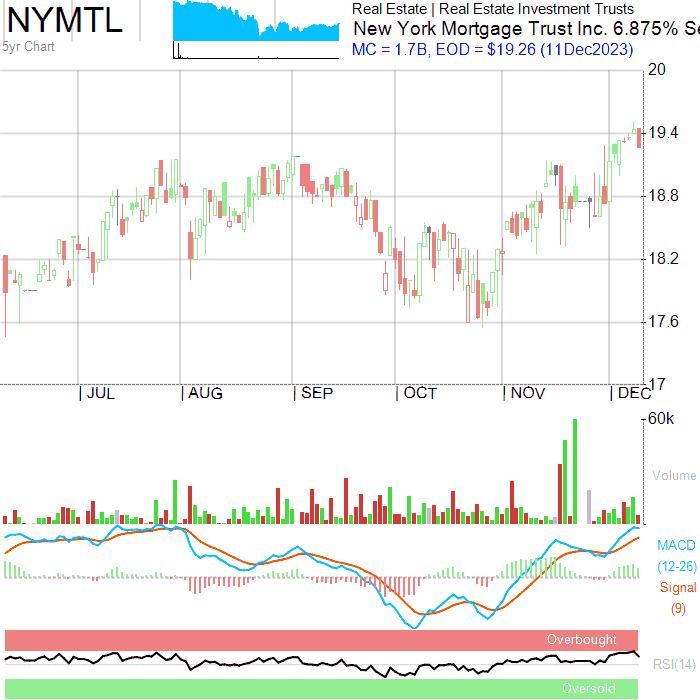 NYMTL
5yr Chart
Real Estate | Real Estate Investment Trusts
New York Mortgage Trust Inc. 6.875% Se
MC = 1.7B, EOD = $19.26 (11Dec2023)
20
19.4
18.8
18.2
17.6
17
JUL AUG SEP OCT NOV DEC
60k
Volume
MACD
(12-26)
Signal
(9)
Overbought
RSI(14)
Oversold